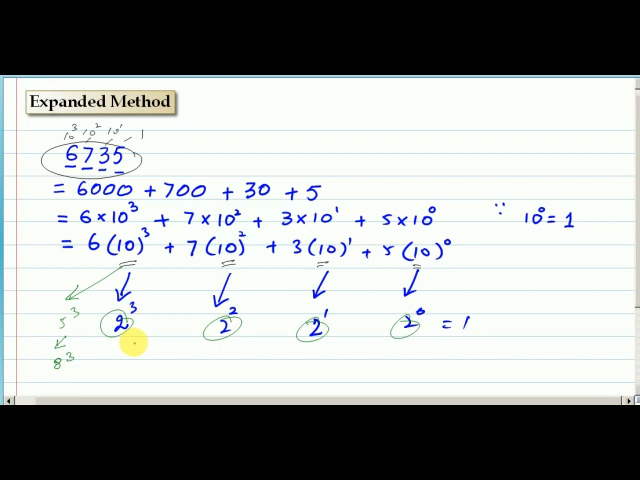 Expanded Method
10³ 10² 10¹ 1
6735
= 6000 + 700 + 30 + 5
= 6×10³ + 7×10² + 3×10¹ + 5×10⁰ ∵ 10⁰ = 1
= 6(10)³ + 7(10)² + 3(10)¹ + 5(10)⁰
5³ 2³ 2² 2¹ 2⁰ = 1
8³